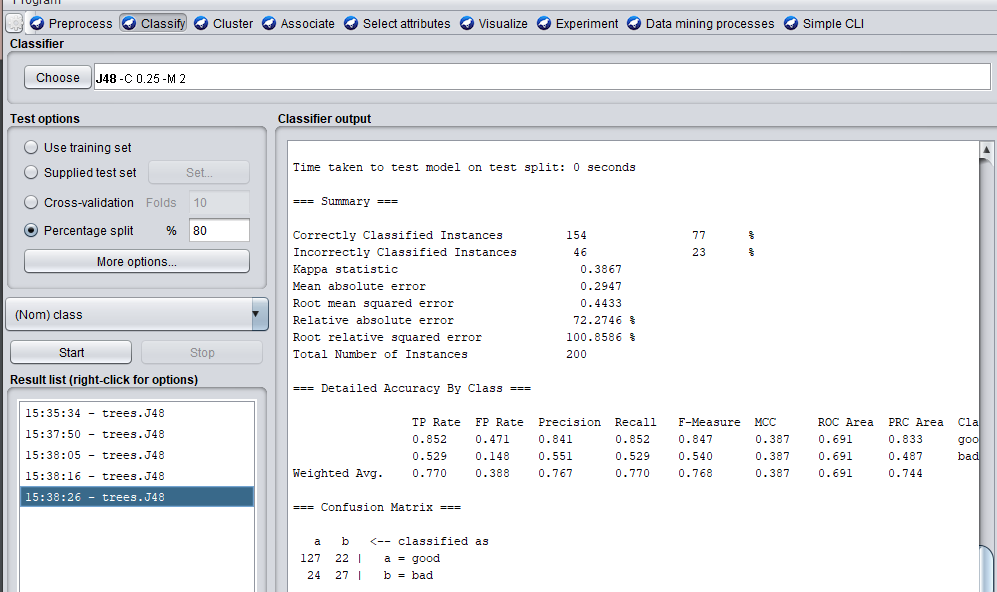 Program
Preprocess Classify Cluster Associate Select attributes Visualize Experiment Data mining processes Simple CLI
Classifier
Choose J48 -C 0.25 -M 2
Test options
Use training set
Supplied test set Set...
Cross-validation Folds 10
Percentage split % 80
More options...
(Nom) class
Start Stop
Result list (right-click for options)
15:35:34 - trees.J48
15:37:50 - trees.J48
15:38:05 - trees.J48
15:38:16 - trees.J48
15:38:26 - trees.J48
Classifier output
Time taken to test model on test split: 0 seconds
=== Summary ===
Correctly Classified Instances 154 77 %
Incorrectly Classified Instances 46 23 %
Kappa statistic 0.3867
Mean absolute error 0.2947
Root mean squared error 0.4433
Relative absolute error 72.2746 %
Root relative squared error 100.8586 %
Total Number of Instances 200
=== Detailed Accuracy By Class ===
TP Rate FP Rate Precision Recall F-Measure MCC ROC Area PRC Area Cla
0.852 0.471 0.841 0.852 0.847 0.387 0.691 0.833 goo
0.529 0.148 0.551 0.529 0.540 0.387 0.691 0.487 bad
Weighted Avg. 0.770 0.388 0.767 0.770 0.768 0.387 0.691 0.744
=== Confusion Matrix ===
a b <-- classified as
127 22 | a = good
24 27 | b = bad